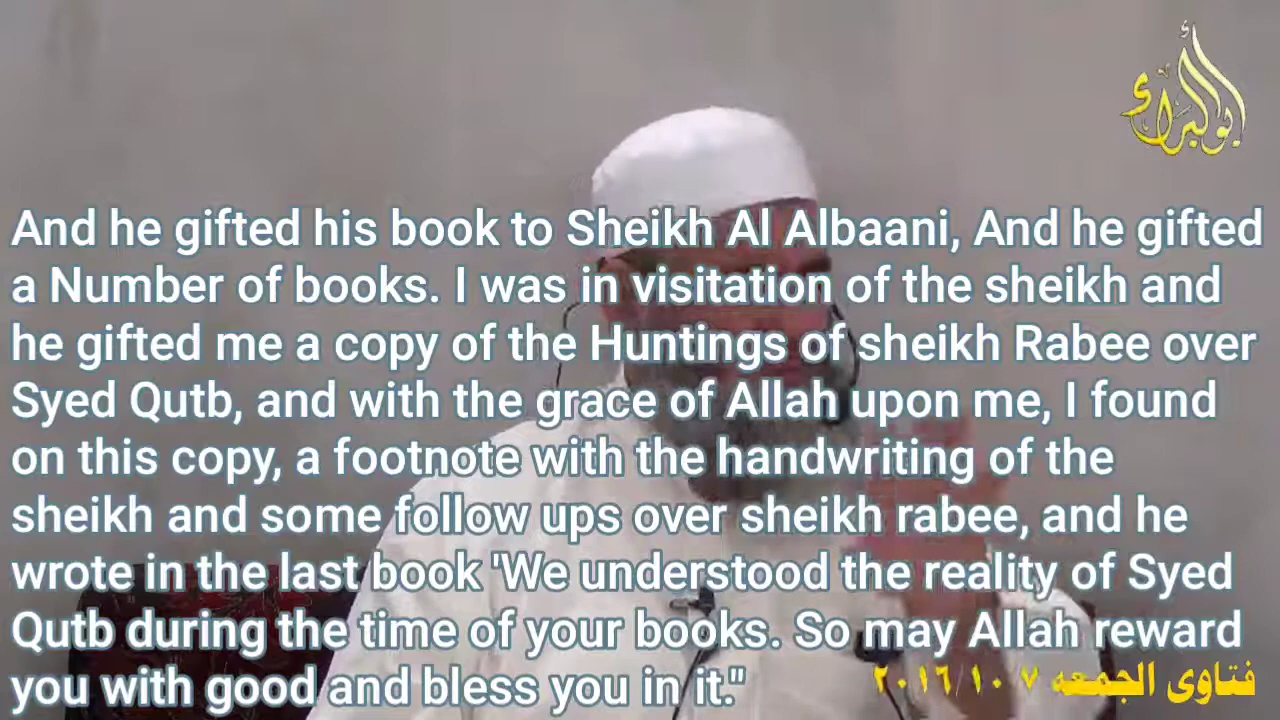 أبو البراء
And he gifted his book to Sheikh Al Albaani, And he gifted
a Number of books. I was in visitation of the sheikh and
he gifted me a copy of the Huntings of sheikh Rabee over
Syed Qutb, and with the grace of Allah upon me, I found
on this copy, a footnote with the handwriting of the
sheikh and some follow ups over sheikh rabee, and he
wrote in the last book 'We understood the reality of Syed
Qutb during the time of your books. So may Allah reward
you with good and bless you in it."
فتاوى الجمعه ٧ ١٠ ٢٠١٦